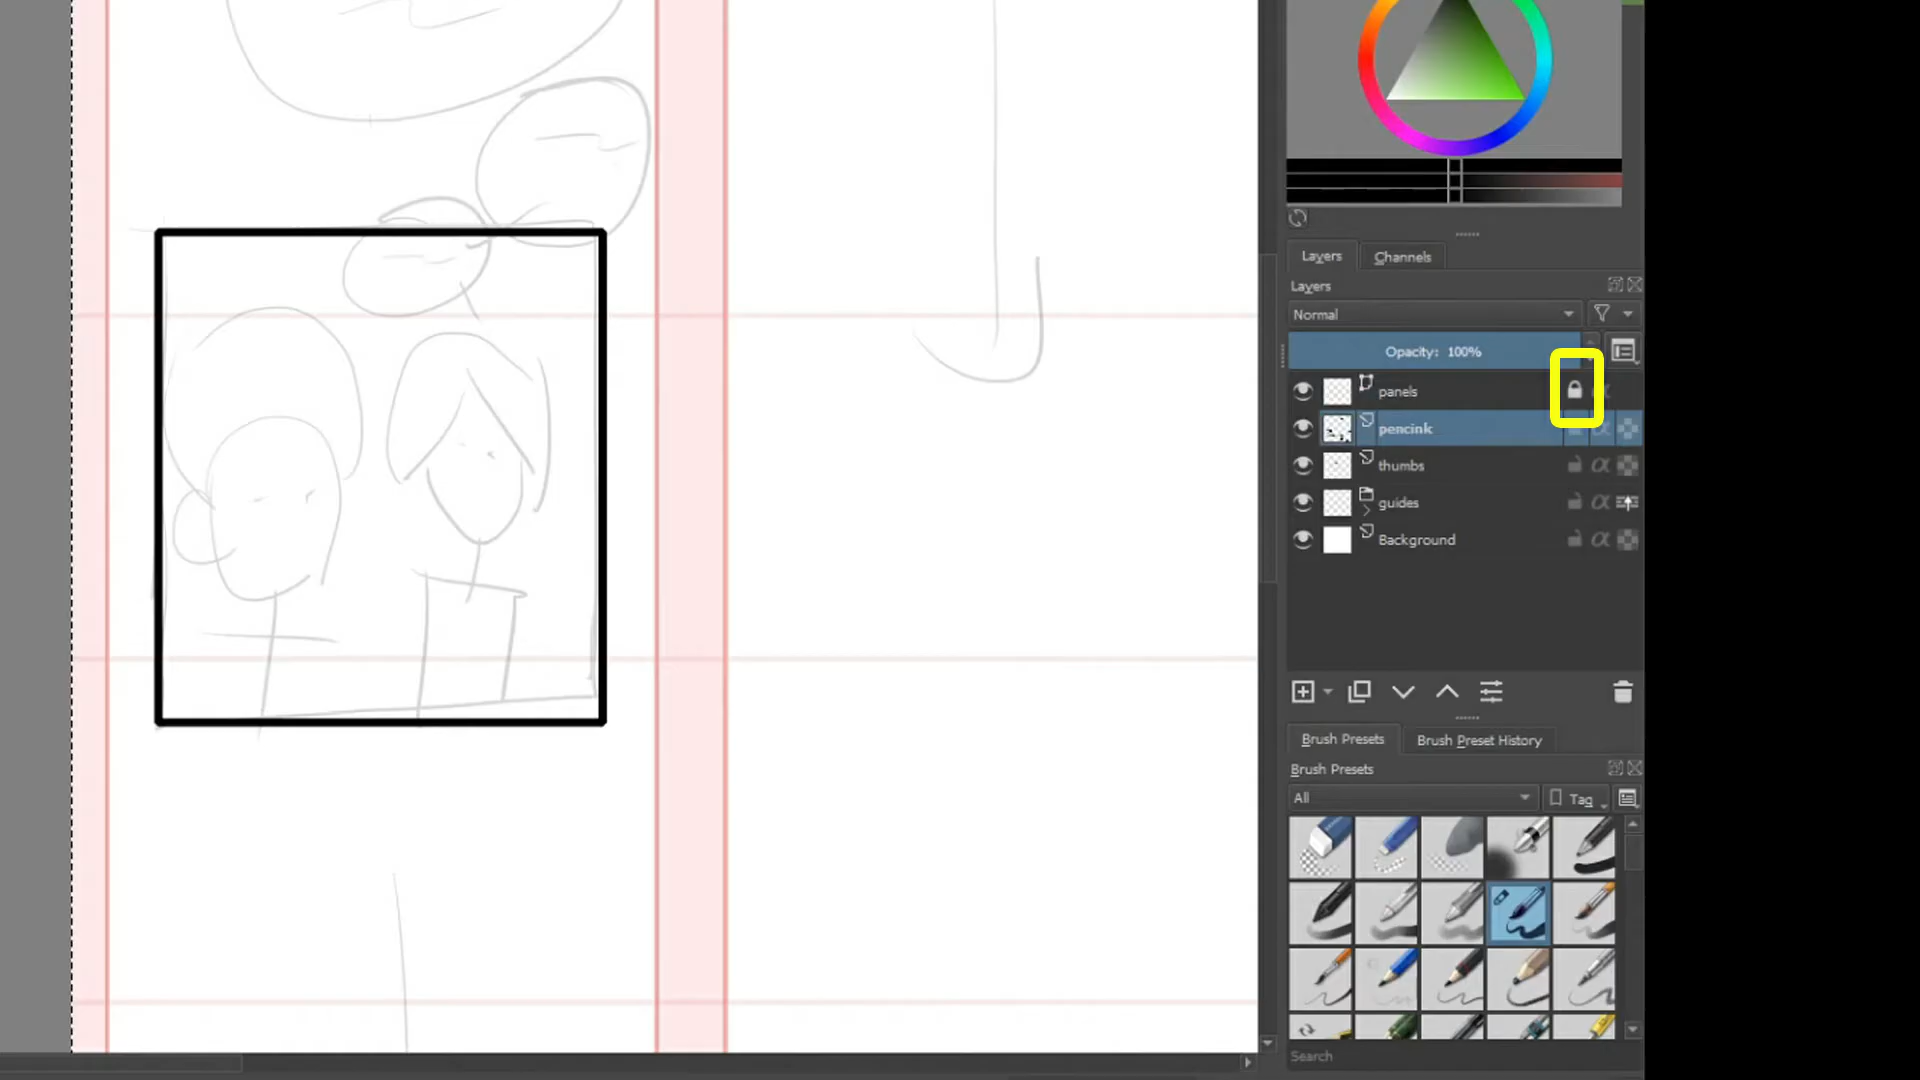 Layers Channels
Layers
Normal
Opacity: 100%
panels
pencink
thumbs
guides
Background
Brush Presets Brush Preset History
Brush Presets
All Tag
Search